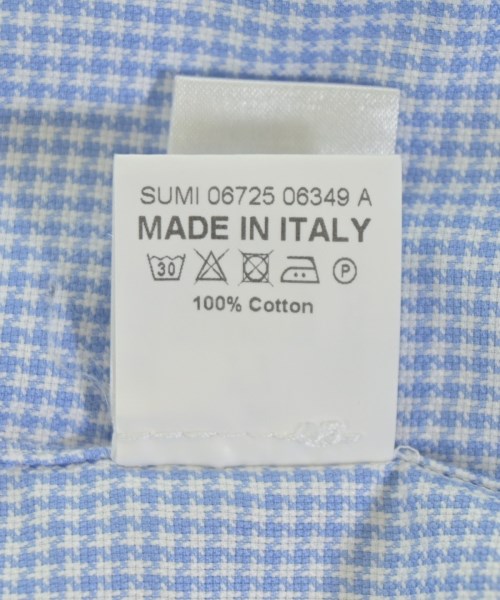 SUMI 06725 06349 A
MADE IN ITALY
30 P
100% Cotton